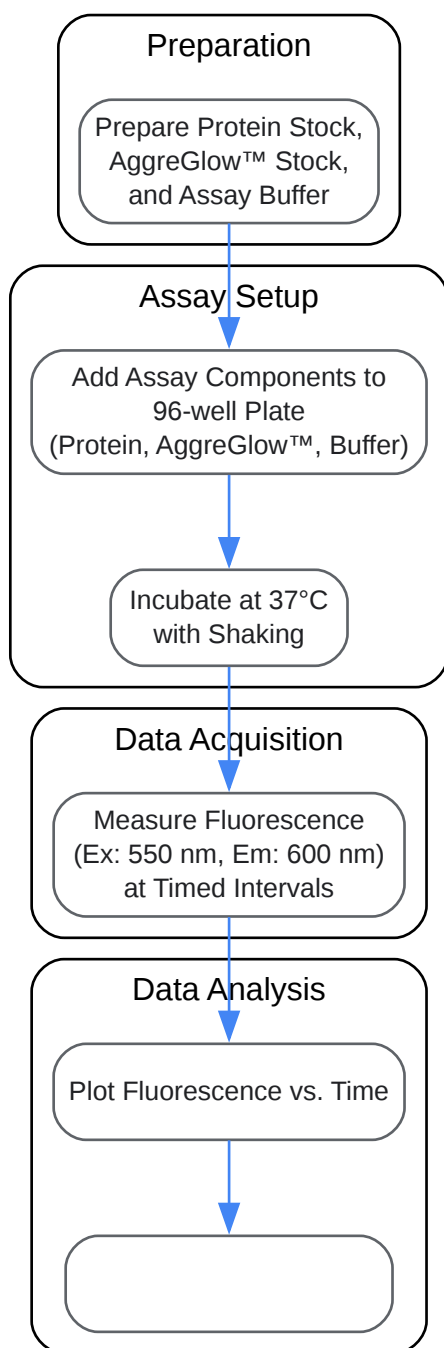 Preparation
Prepare Protein Stock,
AggreGlow™ Stock,
and Assay Buffer
Assay Setup
Add Assay Components to
96-well Plate
(Protein, AggreGlow™, Buffer)
Incubate at 37°C
with Shaking
Data Acquisition
Measure Fluorescence
(Ex: 550 nm, Em: 600 nm)
at Timed Intervals
Data Analysis
Plot Fluorescence vs. Time